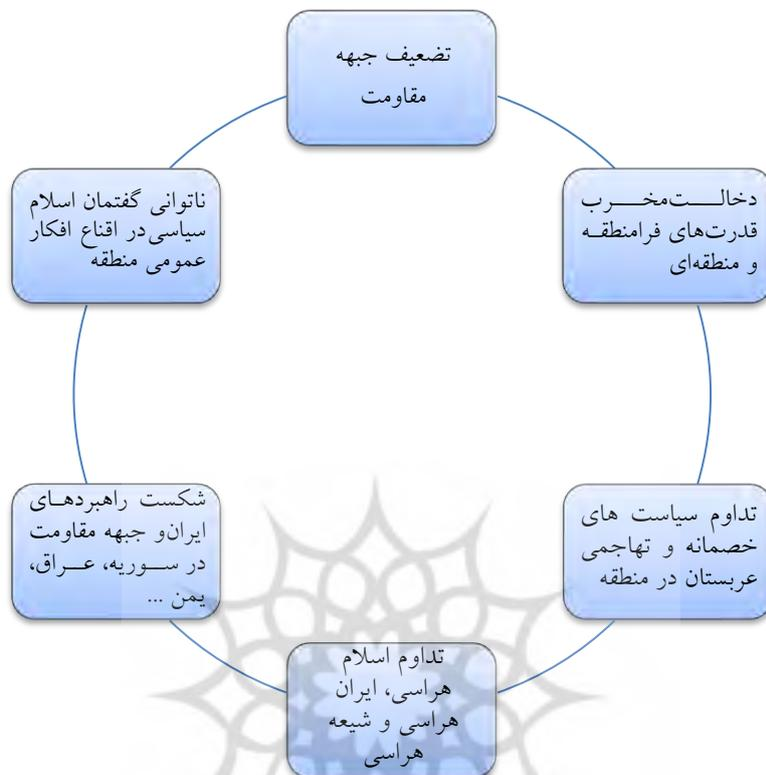 تضعیف جبهه
مقاومت
دخالت‌مخرب
قدرت‌های فرامنطقه
و منطقه‌ای
تداوم سیاست های
خصمانه و تهاجمی
عربستان در منطقه
تداوم اسلام
هراسی، ایران
هراسی و شیعه
هراسی
شکست راهبردهای
ایران‌و جبهه مقاومت
در سوریه، عراق،
یمن ...
ناتوانی گفتمان اسلام
سیاسی‌در اقناع افکار
عمومی منطقه